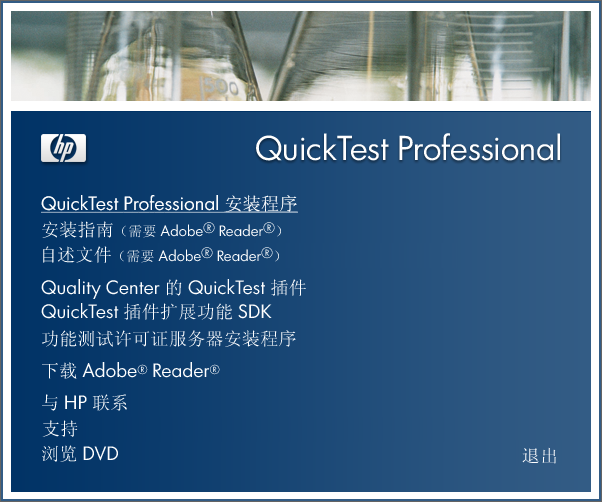 hp
QuickTest Professional
QuickTest Professional 安装程序
安装指南（需要 Adobe® Reader®）
自述文件（需要 Adobe® Reader®）
Quality Center 的 QuickTest 插件
QuickTest 插件扩展功能 SDK
功能测试许可证服务器安装程序
下载 Adobe® Reader®
与 HP 联系
支持
浏览 DVD
退出